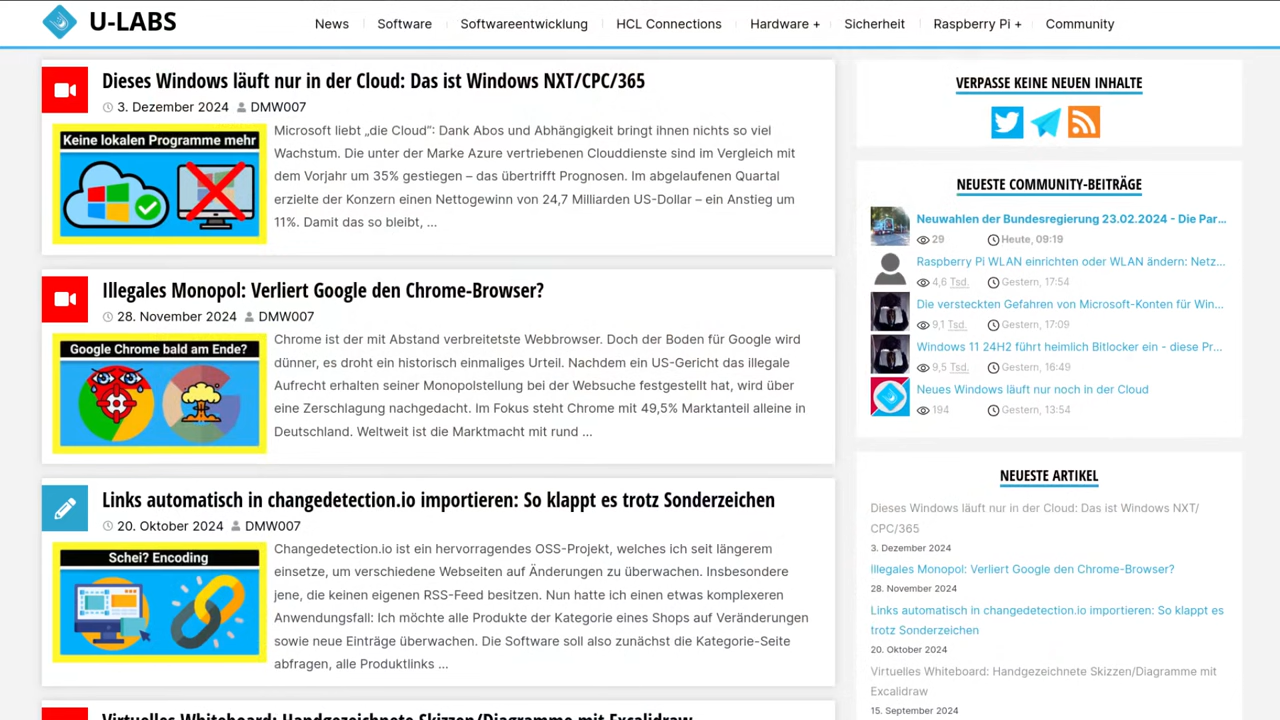 U-LABS
News
Software
Softwareentwicklung
HCL Connections
Hardware +
Sicherheit
Raspberry Pi +
Community
Dieses Windows läuft nur in der Cloud: Das ist Windows NXT/CPC/365
3. Dezember 2024 DMW007
Keine lokalen Programme mehr
Microsoft liebt „die Cloud": Dank Abos und Abhängigkeit bringt ihnen nichts so viel
Wachstum. Die unter der Marke Azure vertriebenen Clouddienste sind im Vergleich mit
dem Vorjahr um 35% gestiegen – das übertrifft Prognosen. Im abgelaufenen Quartal
erzielte der Konzern einen Nettogewinn von 24,7 Milliarden US-Dollar – ein Anstieg um
11%. Damit das so bleibt, ...
Illegales Monopol: Verliert Google den Chrome-Browser?
28. November 2024 DMW007
Google Chrome bald am Ende?
Chrome ist der mit Abstand verbreitetste Webbrowser. Doch der Boden für Google wird
dünner, es droht ein historisch einmaliges Urteil. Nachdem ein US-Gericht das illegale
Aufrecht erhalten seiner Monopolstellung bei der Websuche festgestellt hat, wird über
eine Zerschlagung nachgedacht. Im Fokus steht Chrome mit 49,5% Marktanteil alleine in
Deutschland. Weltweit ist die Marktmacht mit rund ...
Links automatisch in changedetection.io importieren: So klappt es trotz Sonderzeichen
20. Oktober 2024 DMW007
Schei? Encoding
Changedetection.io ist ein hervorragendes OSS-Projekt, welches ich seit längerem
einsetze, um verschiedene Webseiten auf Änderungen zu überwachen. Insbesondere
jene, die keinen eigenen RSS-Feed besitzen. Nun hatte ich einen etwas komplexeren
Anwendungsfall: Ich möchte alle Produkte der Kategorie eines Shops auf Veränderungen
sowie neue Einträge überwachen. Die Software soll also zunächst die Kategorie-Seite
abfragen, alle Produktlinks ...
Virtuelles Whiteboard: Handgezeichnete Skizzen/Diagramme mit Excalidraw
VERPASSE KEINE NEUEN INHALTE
NEUESTE COMMUNITY-BEITRÄGE
Neuwahlen der Bundesregierung 23.02.2024 - Die Par...
29 Heute, 09:19
Raspberry Pi WLAN einrichten oder WLAN ändern: Netz...
4,6 Tsd. Gestern, 17:54
Die versteckten Gefahren von Microsoft-Konten für Win...
9,1 Tsd. Gestern, 17:09
Windows 11 24H2 führt heimlich Bitlocker ein - diese Pr...
9,5 Tsd. Gestern, 16:49
Neues Windows läuft nur noch in der Cloud
194 Gestern, 13:54
NEUESTE ARTIKEL
Dieses Windows läuft nur in der Cloud: Das ist Windows NXT/
CPC/365
3. Dezember 2024
Illegales Monopol: Verliert Google den Chrome-Browser?
28. November 2024
Links automatisch in changedetection.io importieren: So klappt es
trotz Sonderzeichen
20. Oktober 2024
Virtuelles Whiteboard: Handgezeichnete Skizzen/Diagramme mit
Excalidraw
15. September 2024